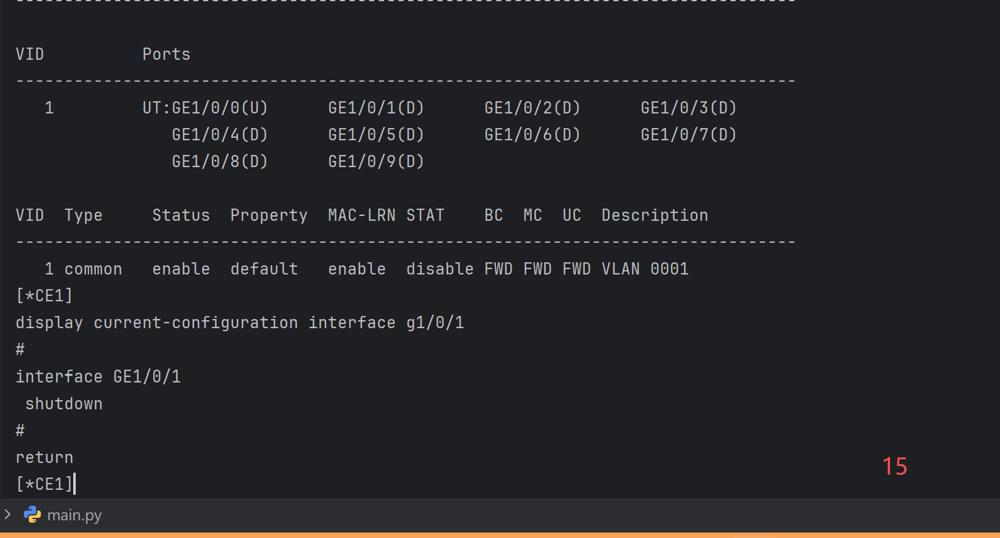 --------------------------------------------------------------------------------
VID          Ports
--------------------------------------------------------------------------------
   1         UT:GE1/0/0(U)      GE1/0/1(D)      GE1/0/2(D)      GE1/0/3(D)
                GE1/0/4(D)      GE1/0/5(D)      GE1/0/6(D)      GE1/0/7(D)
                GE1/0/8(D)      GE1/0/9(D)
VID  Type     Status  Property  MAC-LRN STAT    BC  MC  UC  Description
--------------------------------------------------------------------------------
   1 common   enable  default   enable  disable FWD FWD FWD VLAN 0001
[*CE1]
display current-configuration interface g1/0/1
#
interface GE1/0/1
 shutdown
#
return
15
[*CE1]
> main.py